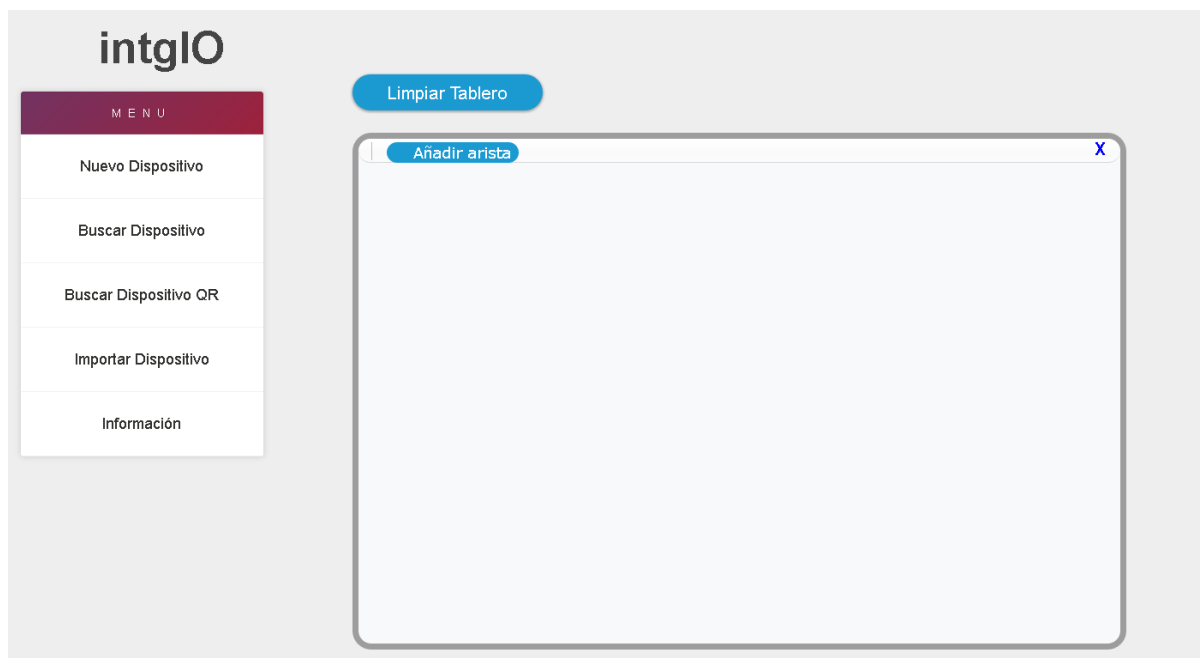 intgIO
MENU
Nuevo Dispositivo
Buscar Dispositivo
Buscar Dispositivo QR
Importar Dispositivo
Información
Limpiar Tablero
Añadir arista
X